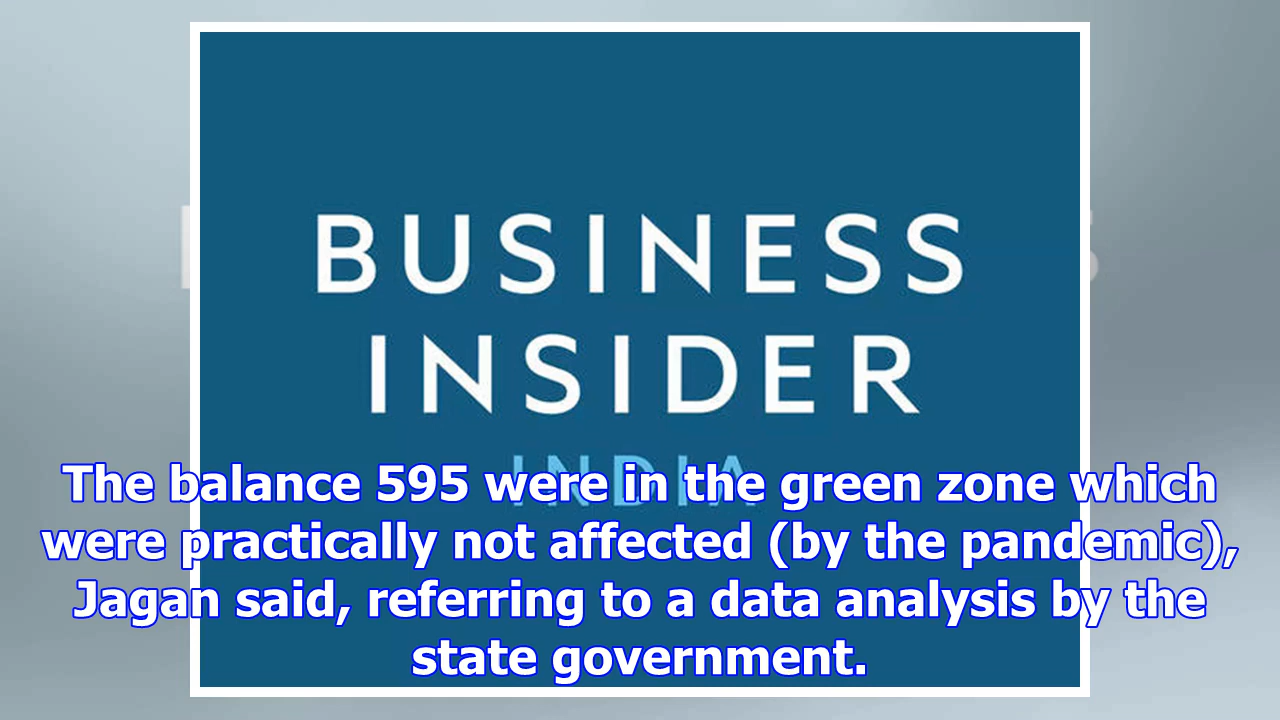 BUSINESS
INSIDER
INDIA
The balance 595 were in the green zone which
were practically not affected (by the pandemic),
Jagan said, referring to a data analysis by the
state government.